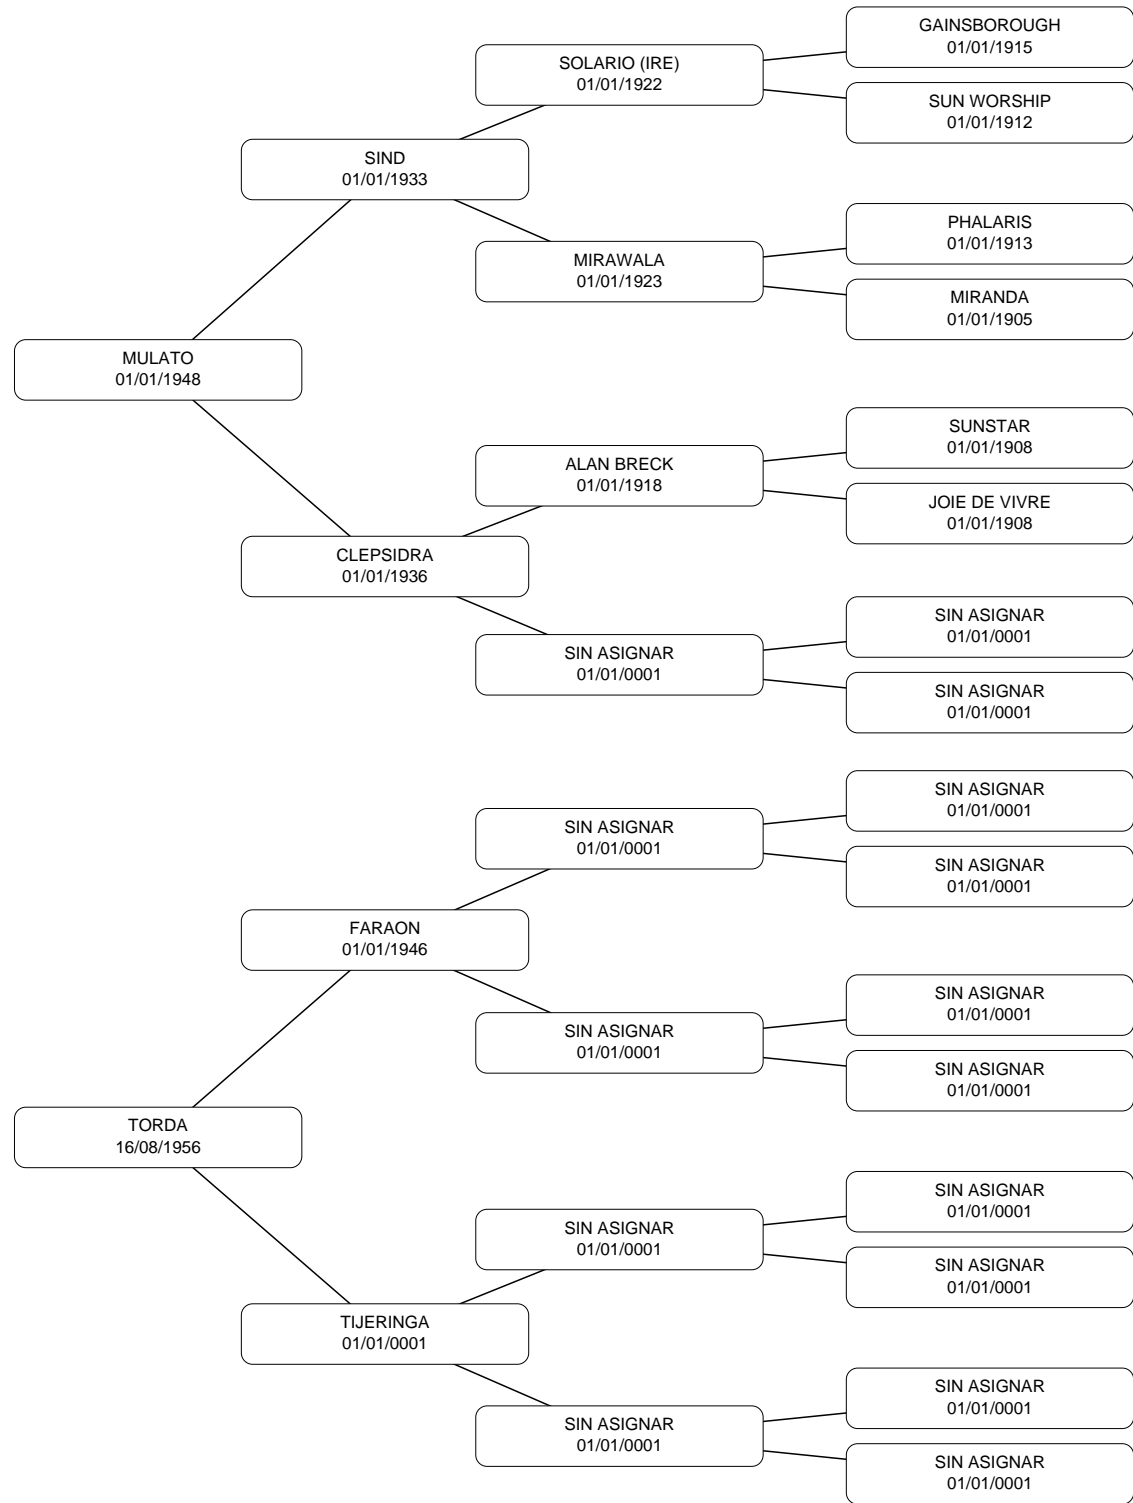 GAINSBOROUGH
01/01/1915
SOLARIO (IRE)
01/01/1922
SUN WORSHIP
01/01/1912
SIND
01/01/1933
PHALARIS
01/01/1913
MIRAWALA
01/01/1923
MIRANDA
01/01/1905
MULATO
01/01/1948
SUNSTAR
01/01/1908
ALAN BRECK
01/01/1918
JOIE DE VIVRE
01/01/1908
CLEPSIDRA
01/01/1936
SIN ASIGNAR
01/01/0001
SIN ASIGNAR
01/01/0001
SIN ASIGNAR
01/01/0001
SIN ASIGNAR
01/01/0001
SIN ASIGNAR
01/01/0001
SIN ASIGNAR
01/01/0001
FARAON
01/01/1946
SIN ASIGNAR
01/01/0001
SIN ASIGNAR
01/01/0001
SIN ASIGNAR
01/01/0001
TORDA
16/08/1956
SIN ASIGNAR
01/01/0001
SIN ASIGNAR
01/01/0001
SIN ASIGNAR
01/01/0001
TIJERINGA
01/01/0001
SIN ASIGNAR
01/01/0001
SIN ASIGNAR
01/01/0001
SIN ASIGNAR
01/01/0001